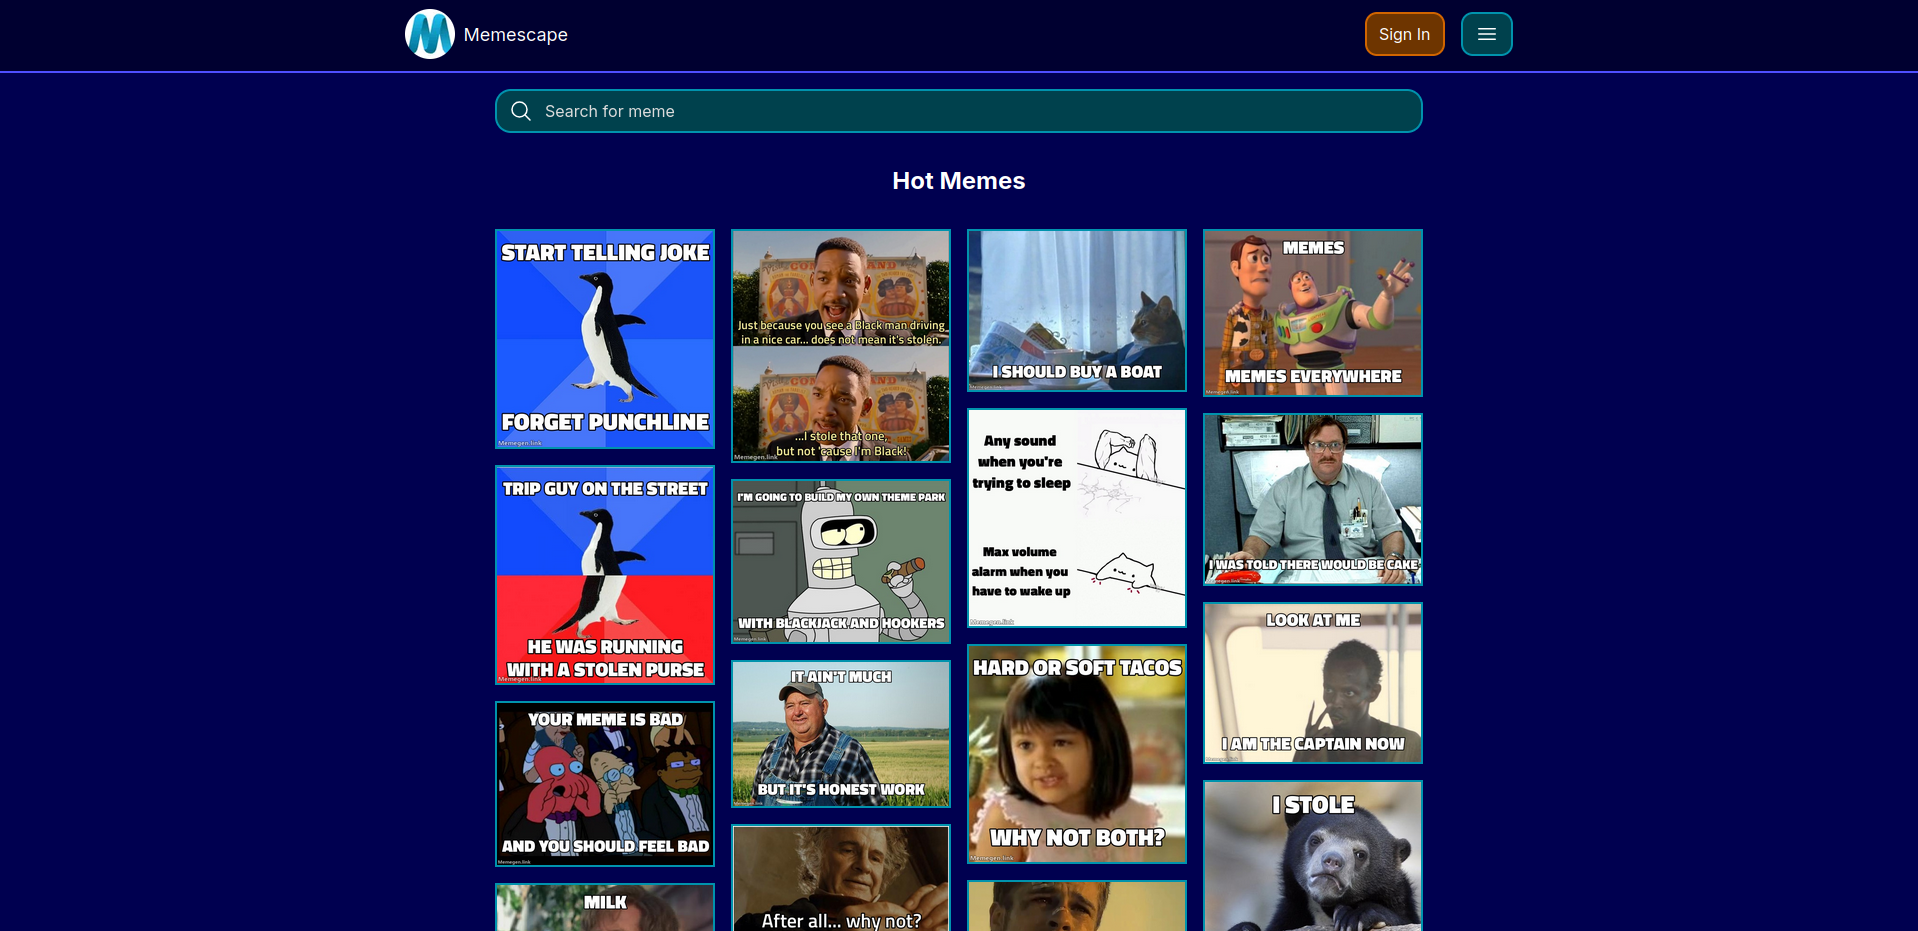 Memescape
Sign In
Search for meme
Hot Memes
START TELLING JOKE
FORGET PUNCHLINE
Memegen.link
TRIP GUY ON THE STREET
HE WAS RUNNING
WITH A STOLEN PURSE
Memegen.link
YOUR MEME IS BAD
AND YOU SHOULD FEEL BAD
Memegen.link
MILK
Just because you see a Black man driving
in a nice car... does not mean it's stolen.
...I stole that one,
but not 'cause I'm Black!
Memegen.link
I'M GOING TO BUILD MY OWN THEME PARK
WITH BLACKJACK AND HOOKERS
Memegen.link
IT AIN'T MUCH
BUT IT'S HONEST WORK
Memegen.link
After all... why not?
I SHOULD BUY A BOAT
Memegen.link
Any sound
when you're
trying to sleep
Max volume
alarm when you
have to wake up
Memegen.link
HARD OR SOFT TACOS
WHY NOT BOTH?
Memegen.link
MEMES
MEMES EVERYWHERE
Memegen.link
I WAS TOLD THERE WOULD BE CAKE
Memegen.link
LOOK AT ME
I AM THE CAPTAIN NOW
Memegen.link
I STOLE